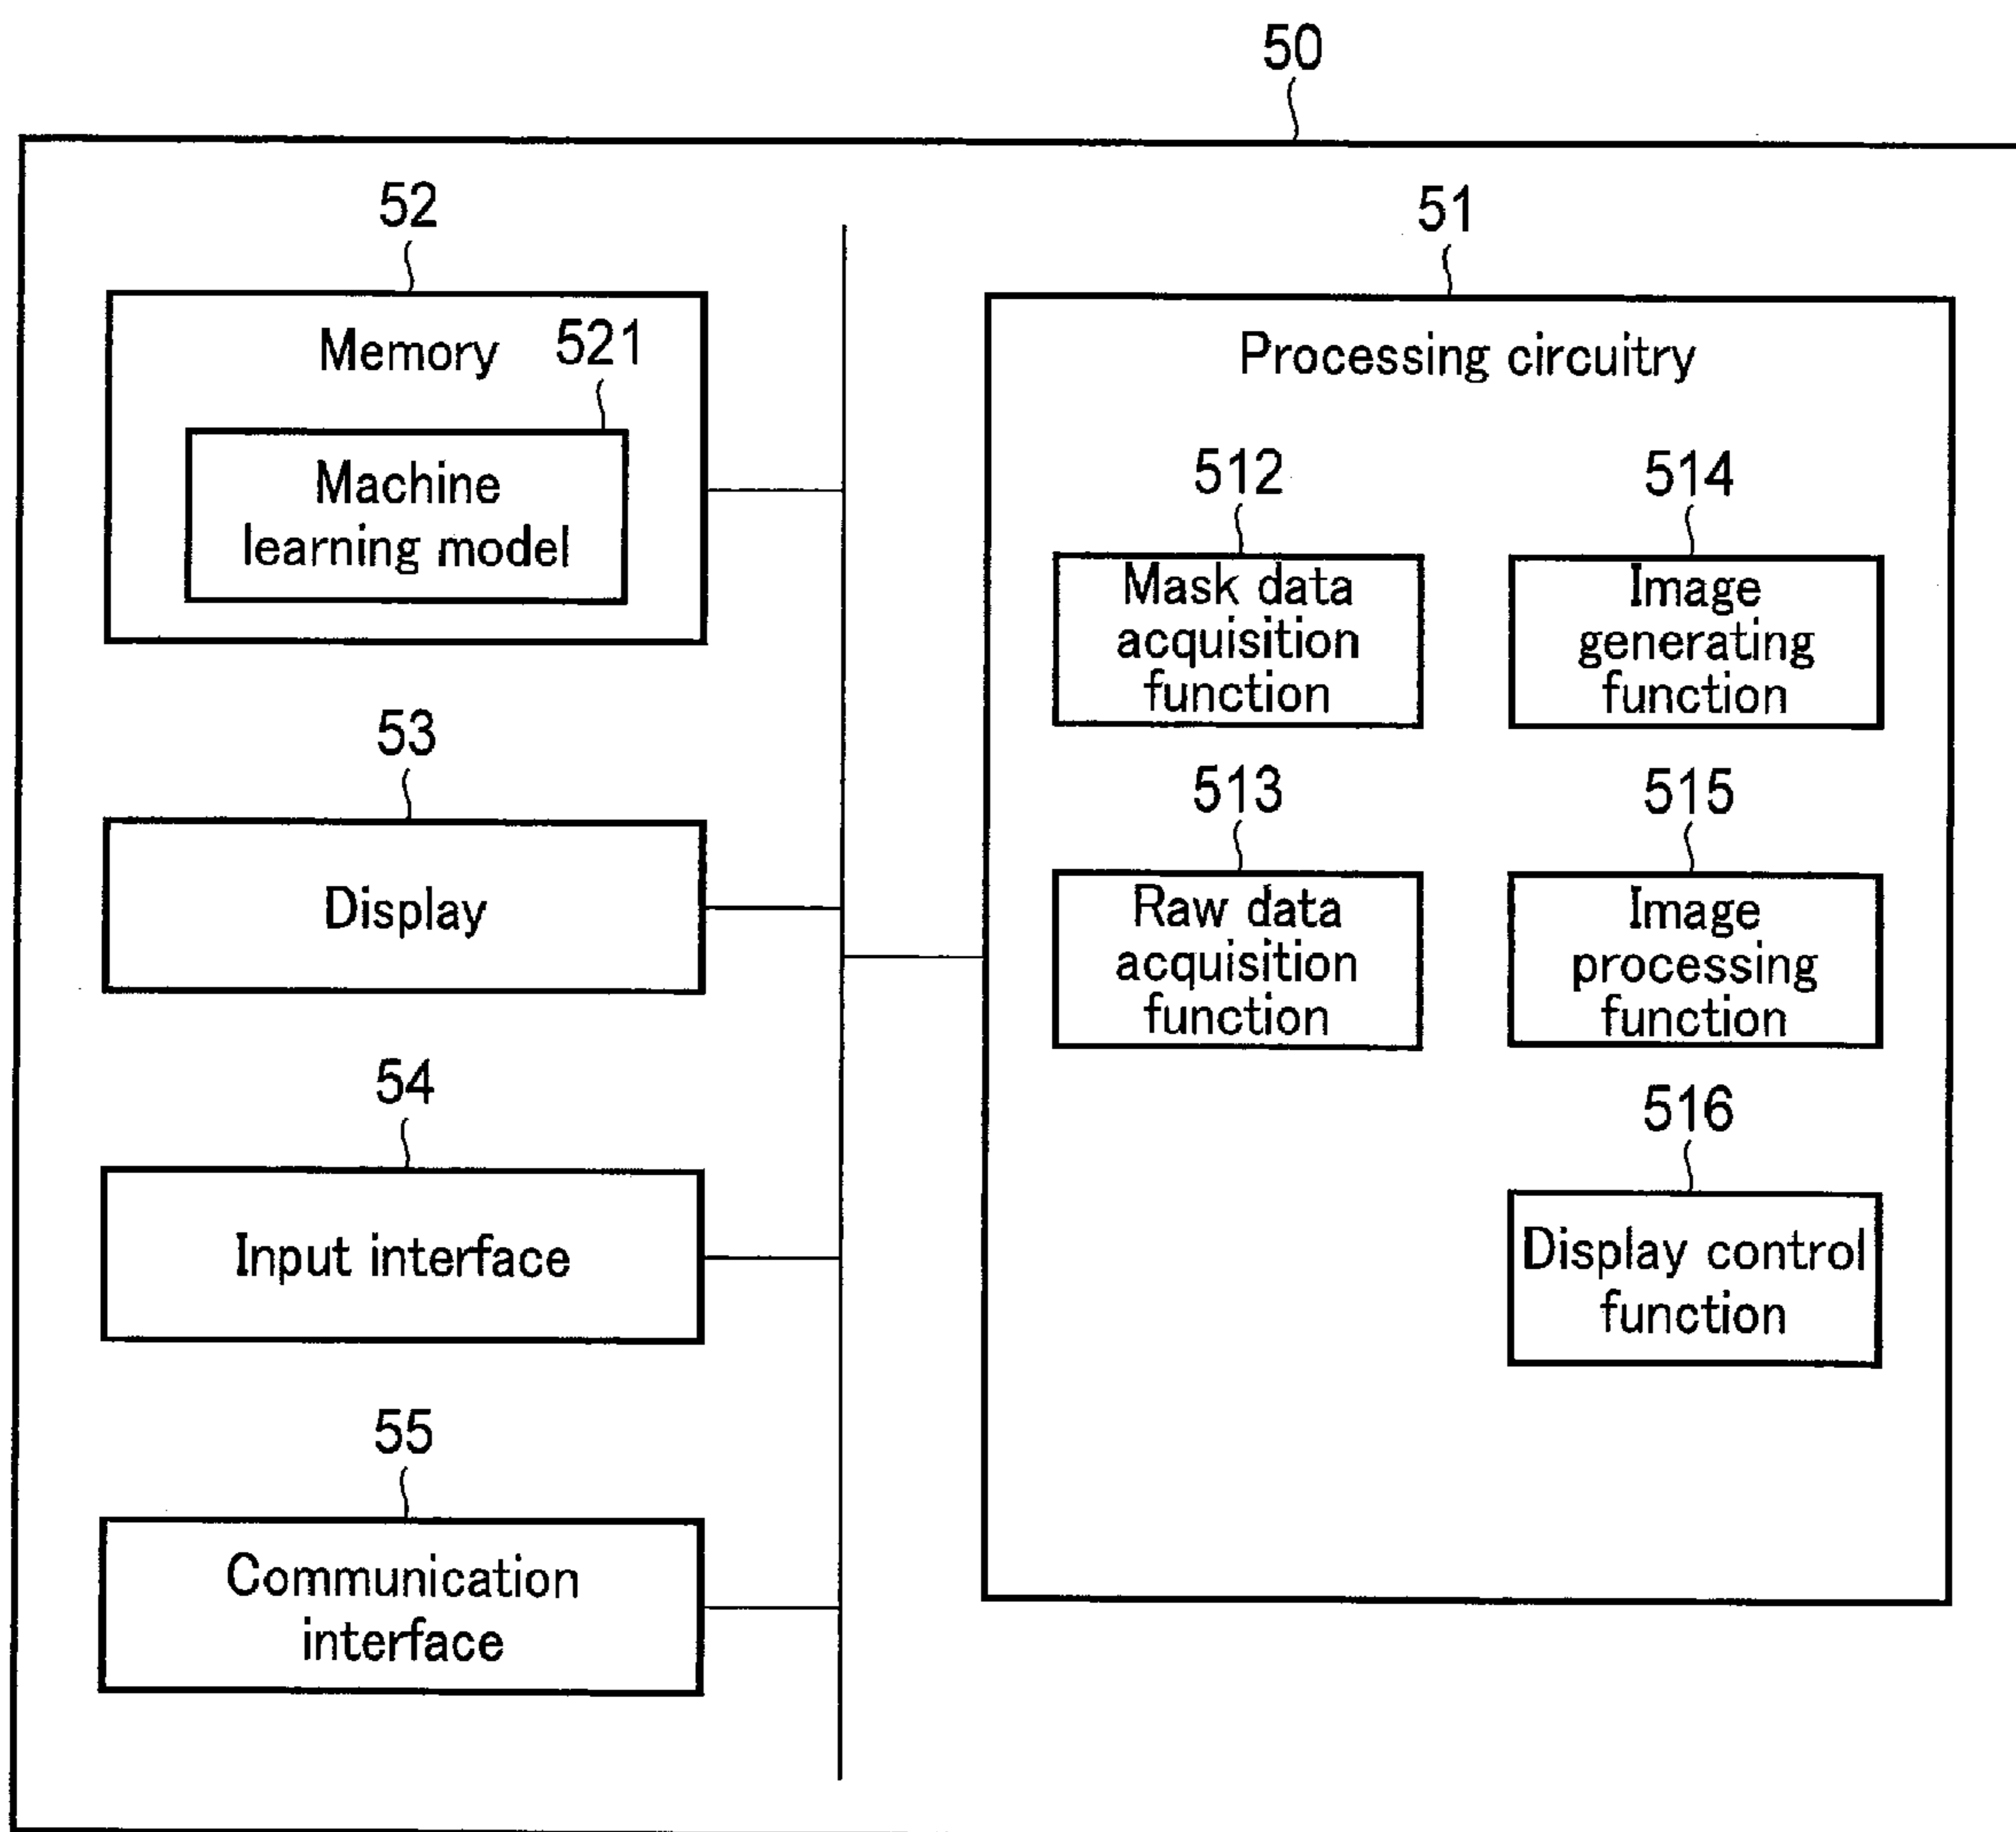 50
52
Memory
521
Machine
learning model
53
Display
54
Input interface
55
Communication
interface
51
Processing circuitry
512
Mask data
acquisition
function
514
Image
generating
function
513
Raw data
acquisition
function
515
Image
processing
function
516
Display control
function